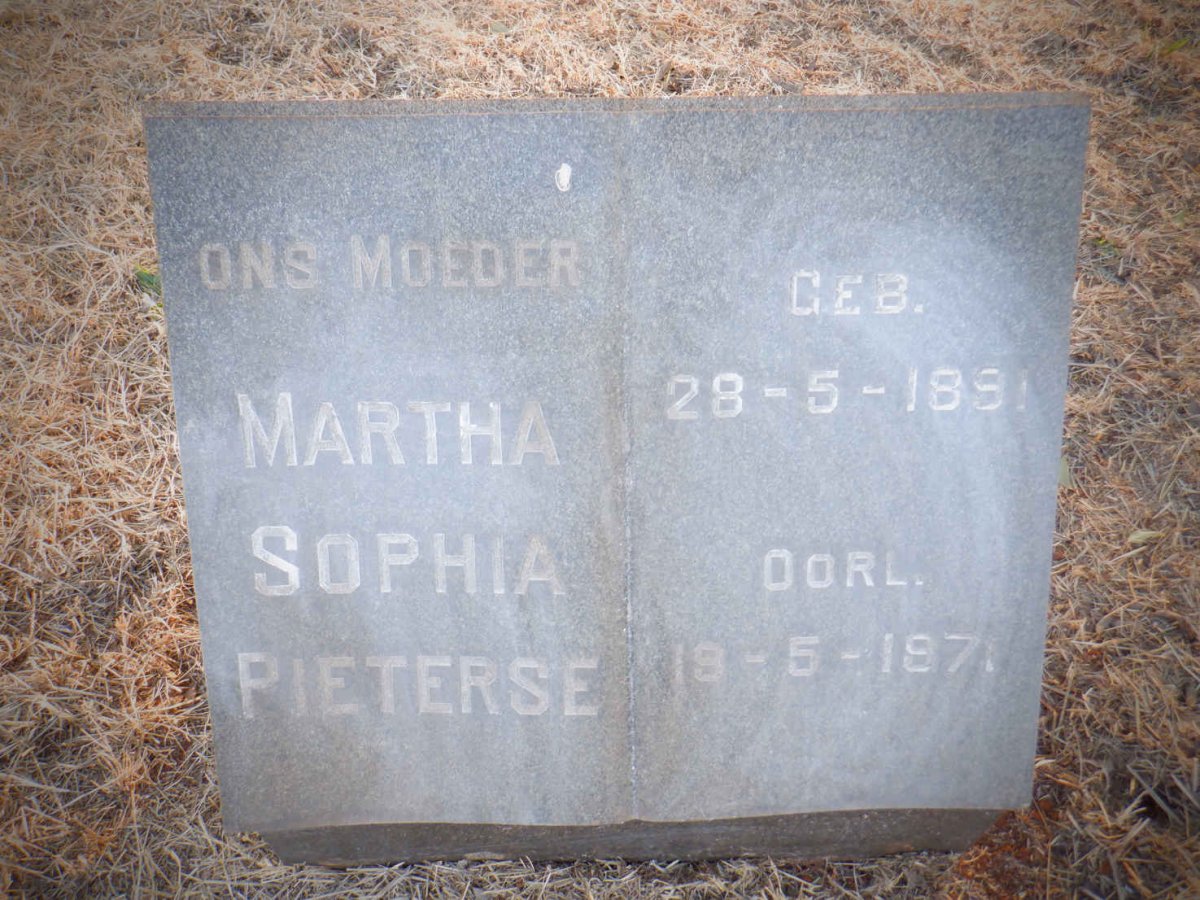 ONS MOEDER
MARTHA
SOPHIA
PIETERSE
GEB.
28-5-1891
OORL.
19-5-1971